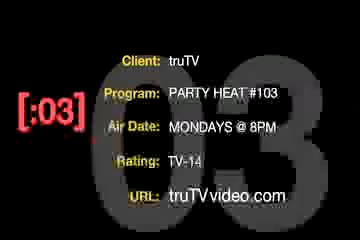 Client: truTV
Program: PARTY HEAT #103
[:03]
Air Date: MONDAYS @ 8PM
Rating: TV-14
URL: truTVvideo.com
03